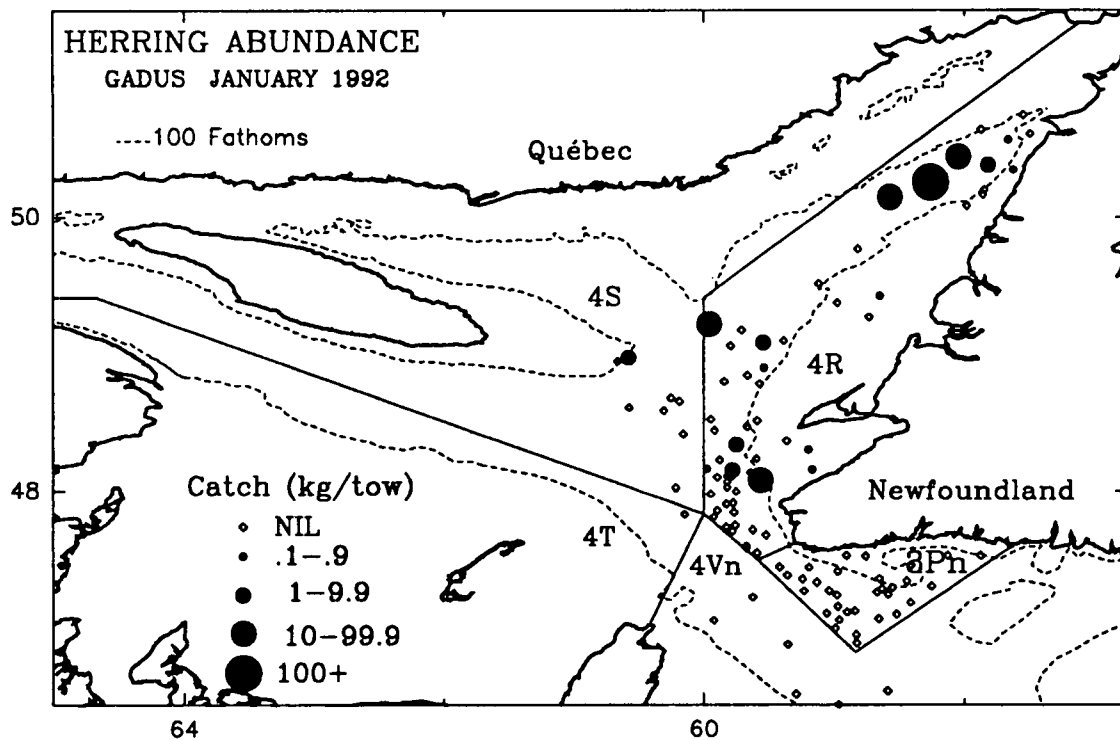 HERRING ABUNDANCE
GADUS JANUARY 1992
100 Fathoms
Québec
50
4S
4R
Catch (kg/tow)
NIL
.1-.9
1-9.9
10-99.9
100+
48
Newfoundland
4T
4Vn
3Pn
64
60